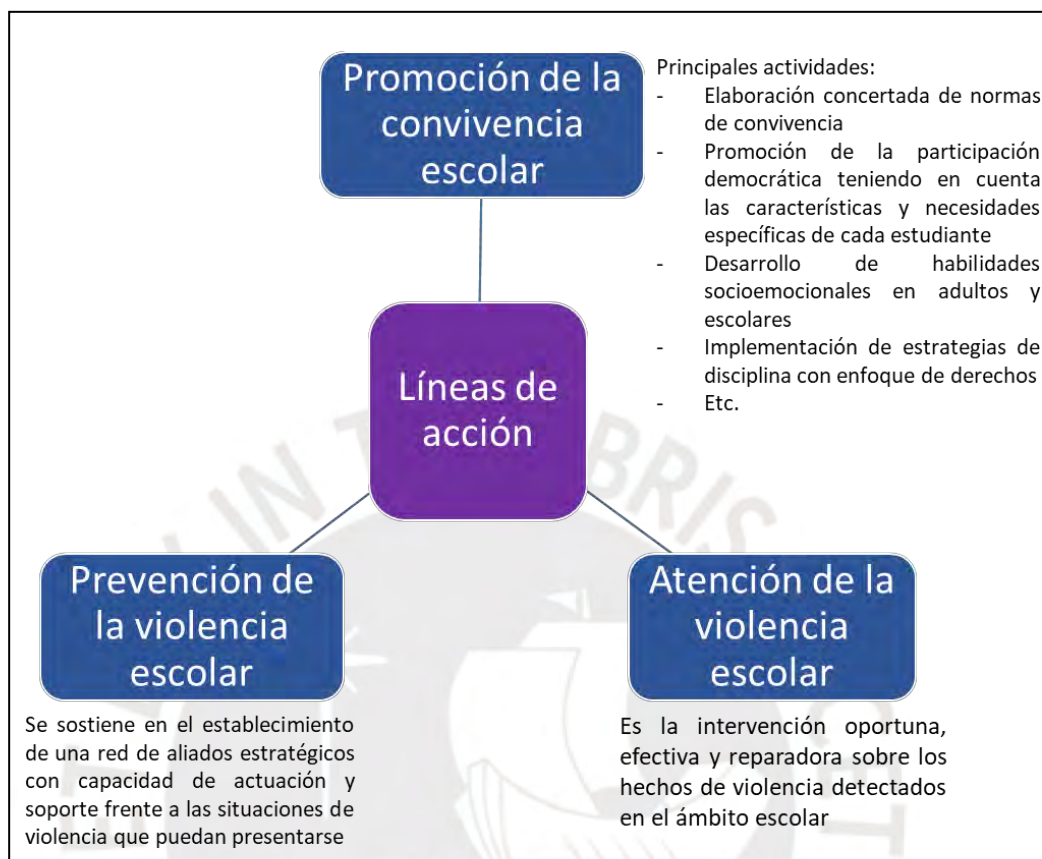 Promoción de la
convivencia
escolar
Principales actividades:
- Elaboración concertada de normas
de convivencia
- Promoción de la participación
democrática teniendo en cuenta
las características y necesidades
específicas de cada estudiante
- Desarrollo de habilidades
socioemocionales en adultos y
escolares
- Implementación de estrategias de
disciplina con enfoque de derechos
- Etc.
Líneas de
acción
Prevención de
la violencia
escolar
Se sostiene en el establecimiento
de una red de aliados estratégicos
con capacidad de actuación y
soporte frente a las situaciones de
violencia que puedan presentarse
Atención de la
violencia
escolar
Es la intervención oportuna,
efectiva y reparadora sobre los
hechos de violencia detectados
en el ámbito escolar